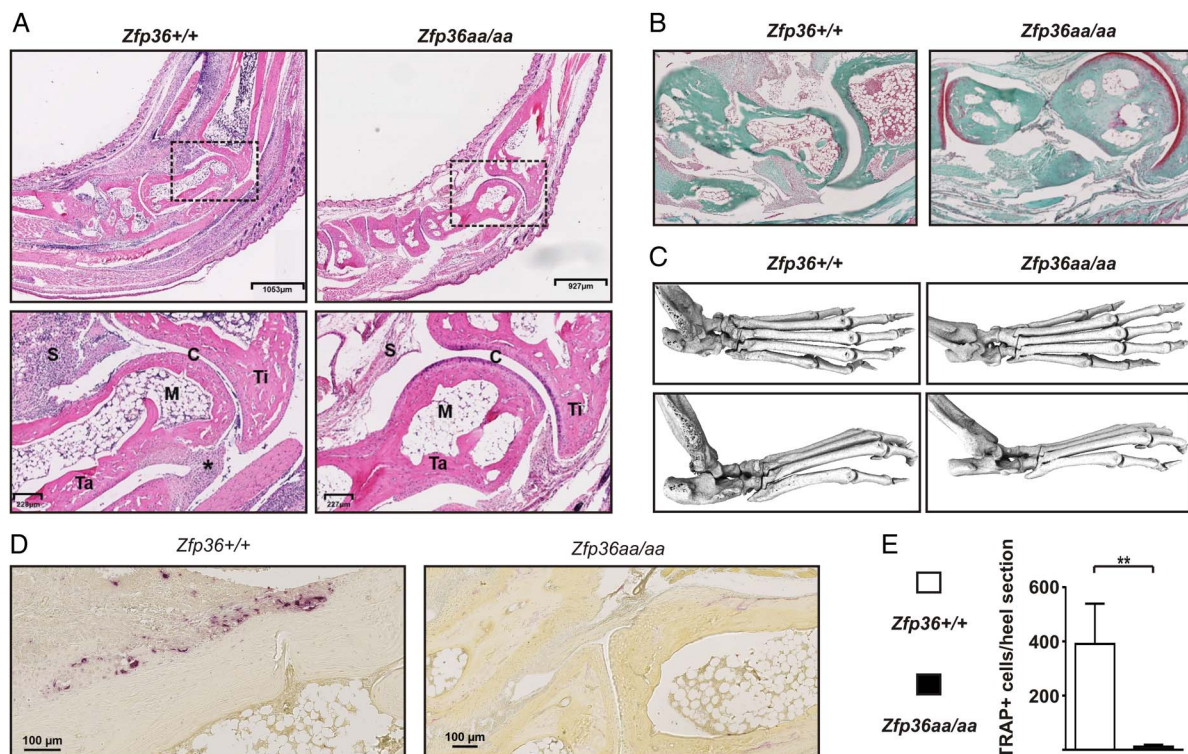 A
Zfp36+/+
Zfp36aa/aa
1053µm
927µm
S
C
Ti
M
Ta
*
228µm
S
C
M
Ti
Ta
227µm
B
Zfp36+/+
Zfp36aa/aa
C
Zfp36+/+
Zfp36aa/aa
D
Zfp36+/+
Zfp36aa/aa
100 µm
100 µm
E
Zfp36+/+
Zfp36aa/aa
TRAP+ cells/heel section
600
400
200
**